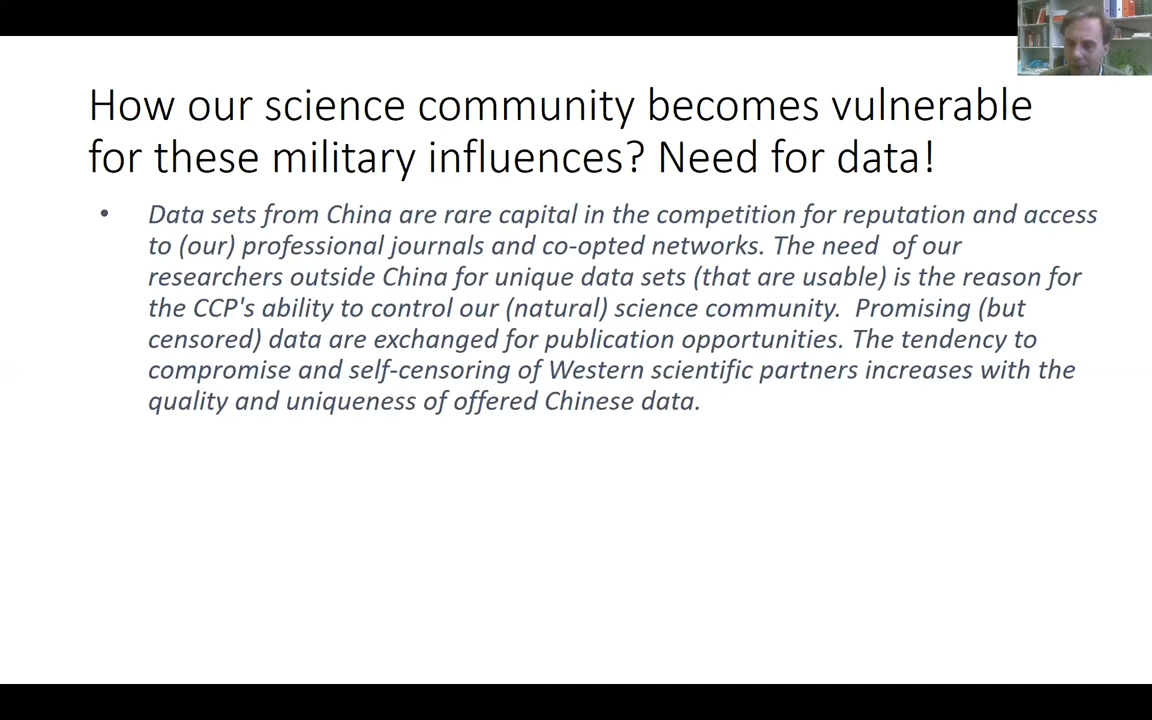 How our science community becomes vulnerable
for these military influences? Need for data!
• Data sets from China are rare capital in the competition for reputation and access
to (our) professional journals and co-opted networks. The need  of our
researchers outside China for unique data sets (that are usable) is the reason for
the CCP's ability to control our (natural) science community.  Promising (but
censored) data are exchanged for publication opportunities. The tendency to
compromise and self-censoring of Western scientific partners increases with the
quality and uniqueness of offered Chinese data.